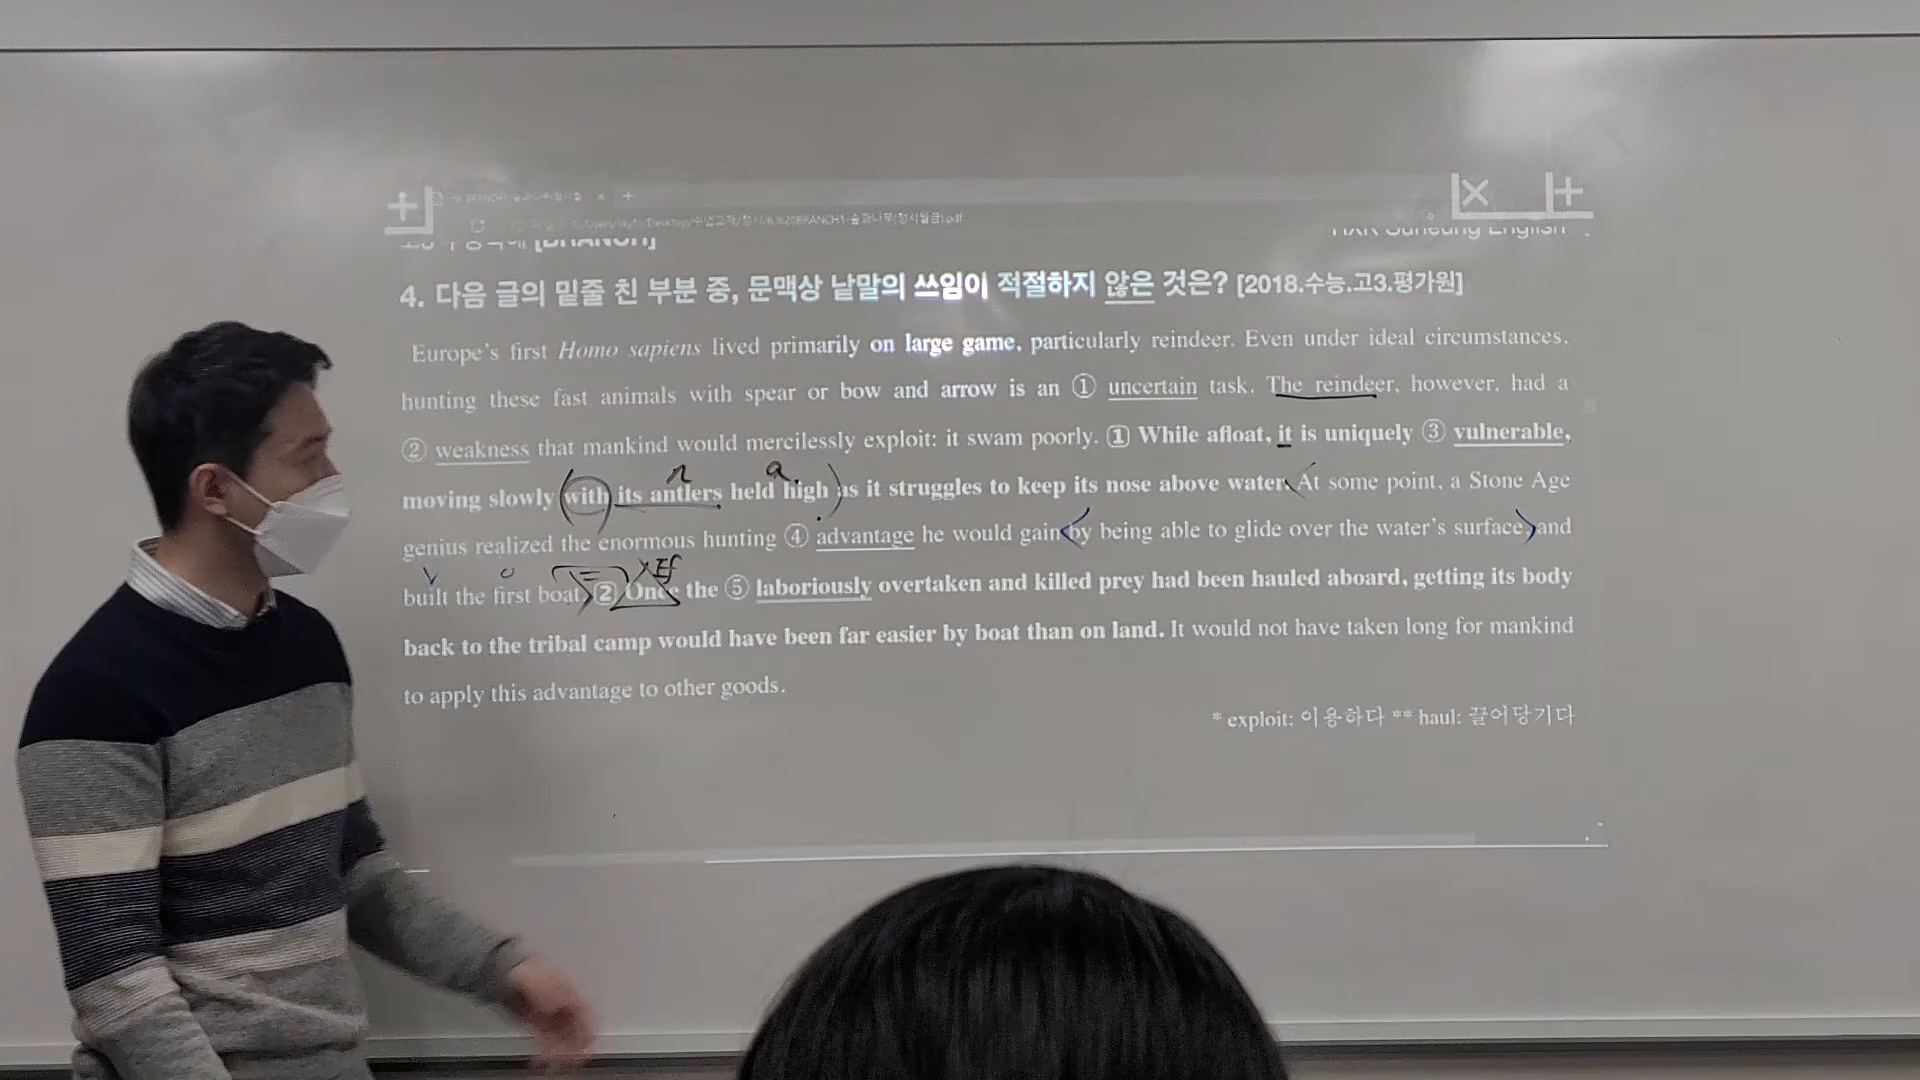 BRANCH1-숲과나무(정시월금).pdf
4. 다음 글의 밑줄 친 부분 중, 문맥상 낱말의 쓰임이 적절하지 않은 것은? [2018.수능.고3.평가원]
Europe's first Homo sapiens lived primarily on large game, particularly reindeer. Even under ideal circumstances,
hunting these fast animals with spear or bow and arrow is an ① uncertain task. The reindeer, however, had a
② weakness that mankind would mercilessly exploit: it swam poorly. 1 While afloat, it is uniquely ③ vulnerable,
n a.
moving slowly with its antlers held high as it struggles to keep its nose above water. At some point, a Stone Age
genius realized the enormous hunting ④ advantage he would gain by being able to glide over the water's surface, and
V O
built the first boat. 2 Once the ⑤ laboriously overtaken and killed prey had been hauled aboard, getting its body
back to the tribal camp would have been far easier by boat than on land. It would not have taken long for mankind
to apply this advantage to other goods.
* exploit: 이용하다 ** haul: 끌어당기다